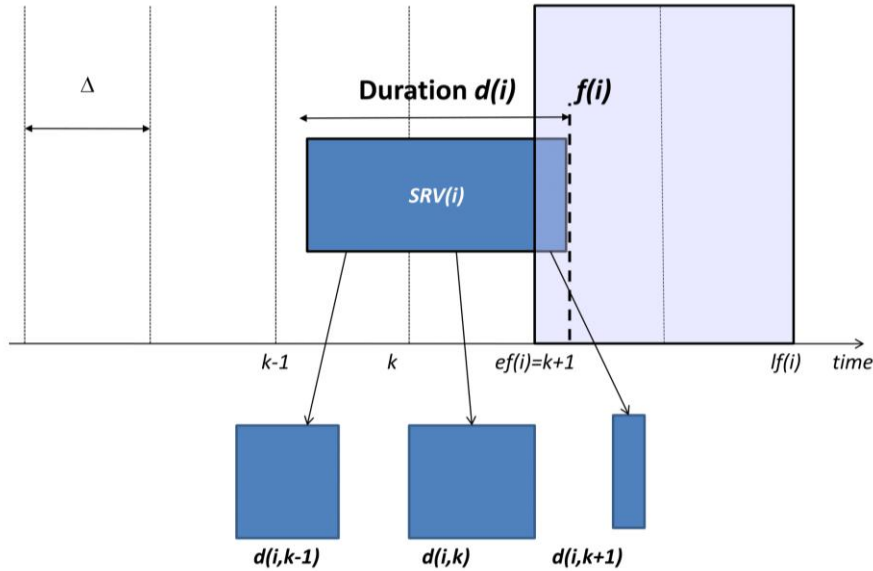 Δ
Duration d(i)
f(i)
SRV(i)
k-1
k
ef(i)=k+1
lf(i)
time
d(i,k-1)
d(i,k)
d(i,k+1)